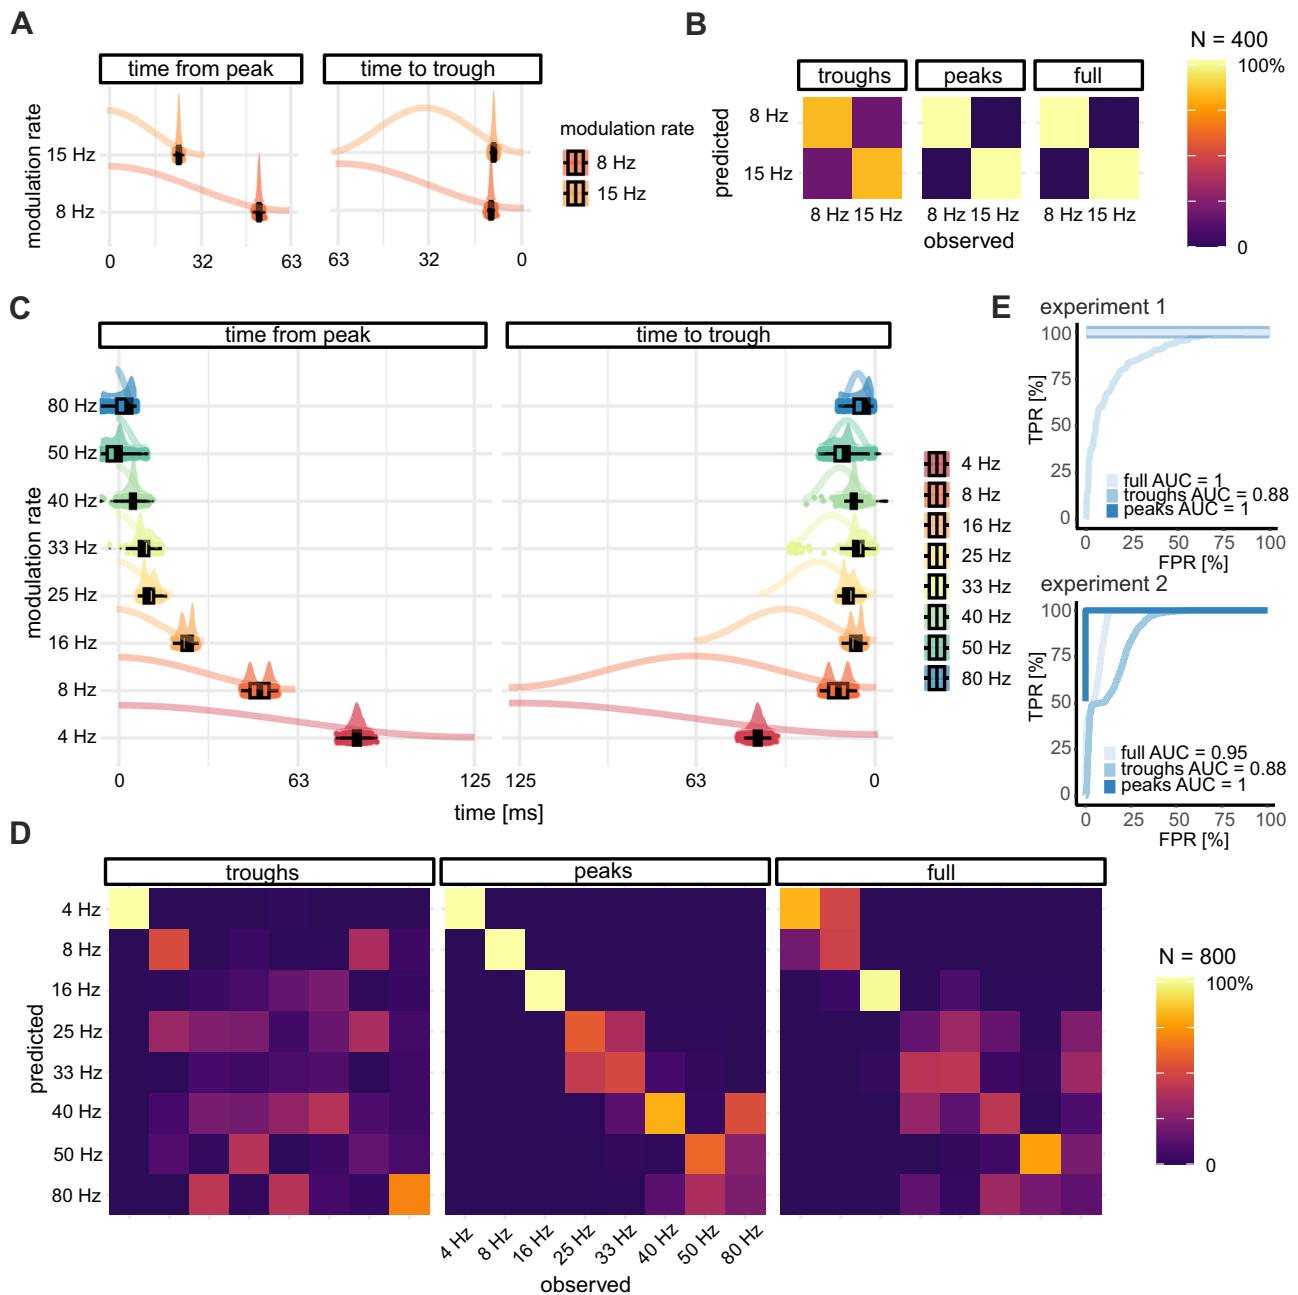 A
time from peak
time to trough
modulation rate
15 Hz
8 Hz
0 32 63
63 32 0
modulation rate
8 Hz
15 Hz
B
troughs peaks full
predicted
8 Hz
15 Hz
8 Hz 15 Hz 8 Hz 15 Hz 8 Hz 15 Hz
observed
N = 400
100%
0
C
time from peak
time to trough
modulation rate
80 Hz
50 Hz
40 Hz
33 Hz
25 Hz
16 Hz
8 Hz
4 Hz
0 63 125
125 63 0
time [ms]
4 Hz
8 Hz
16 Hz
25 Hz
33 Hz
40 Hz
50 Hz
80 Hz
E
experiment 1
TPR [%]
100
75
50
25
0
full AUC = 1
troughs AUC = 0.88
peaks AUC = 1
0 25 50 75 100
FPR [%]
experiment 2
TPR [%]
100
75
50
25
0
full AUC = 0.95
troughs AUC = 0.88
peaks AUC = 1
0 25 50 75 100
FPR [%]
D
troughs
peaks
full
predicted
4 Hz
8 Hz
16 Hz
25 Hz
33 Hz
40 Hz
50 Hz
80 Hz
4 Hz 8 Hz 16 Hz 25 Hz 33 Hz 40 Hz 50 Hz 80 Hz
observed
N = 800
100%
0